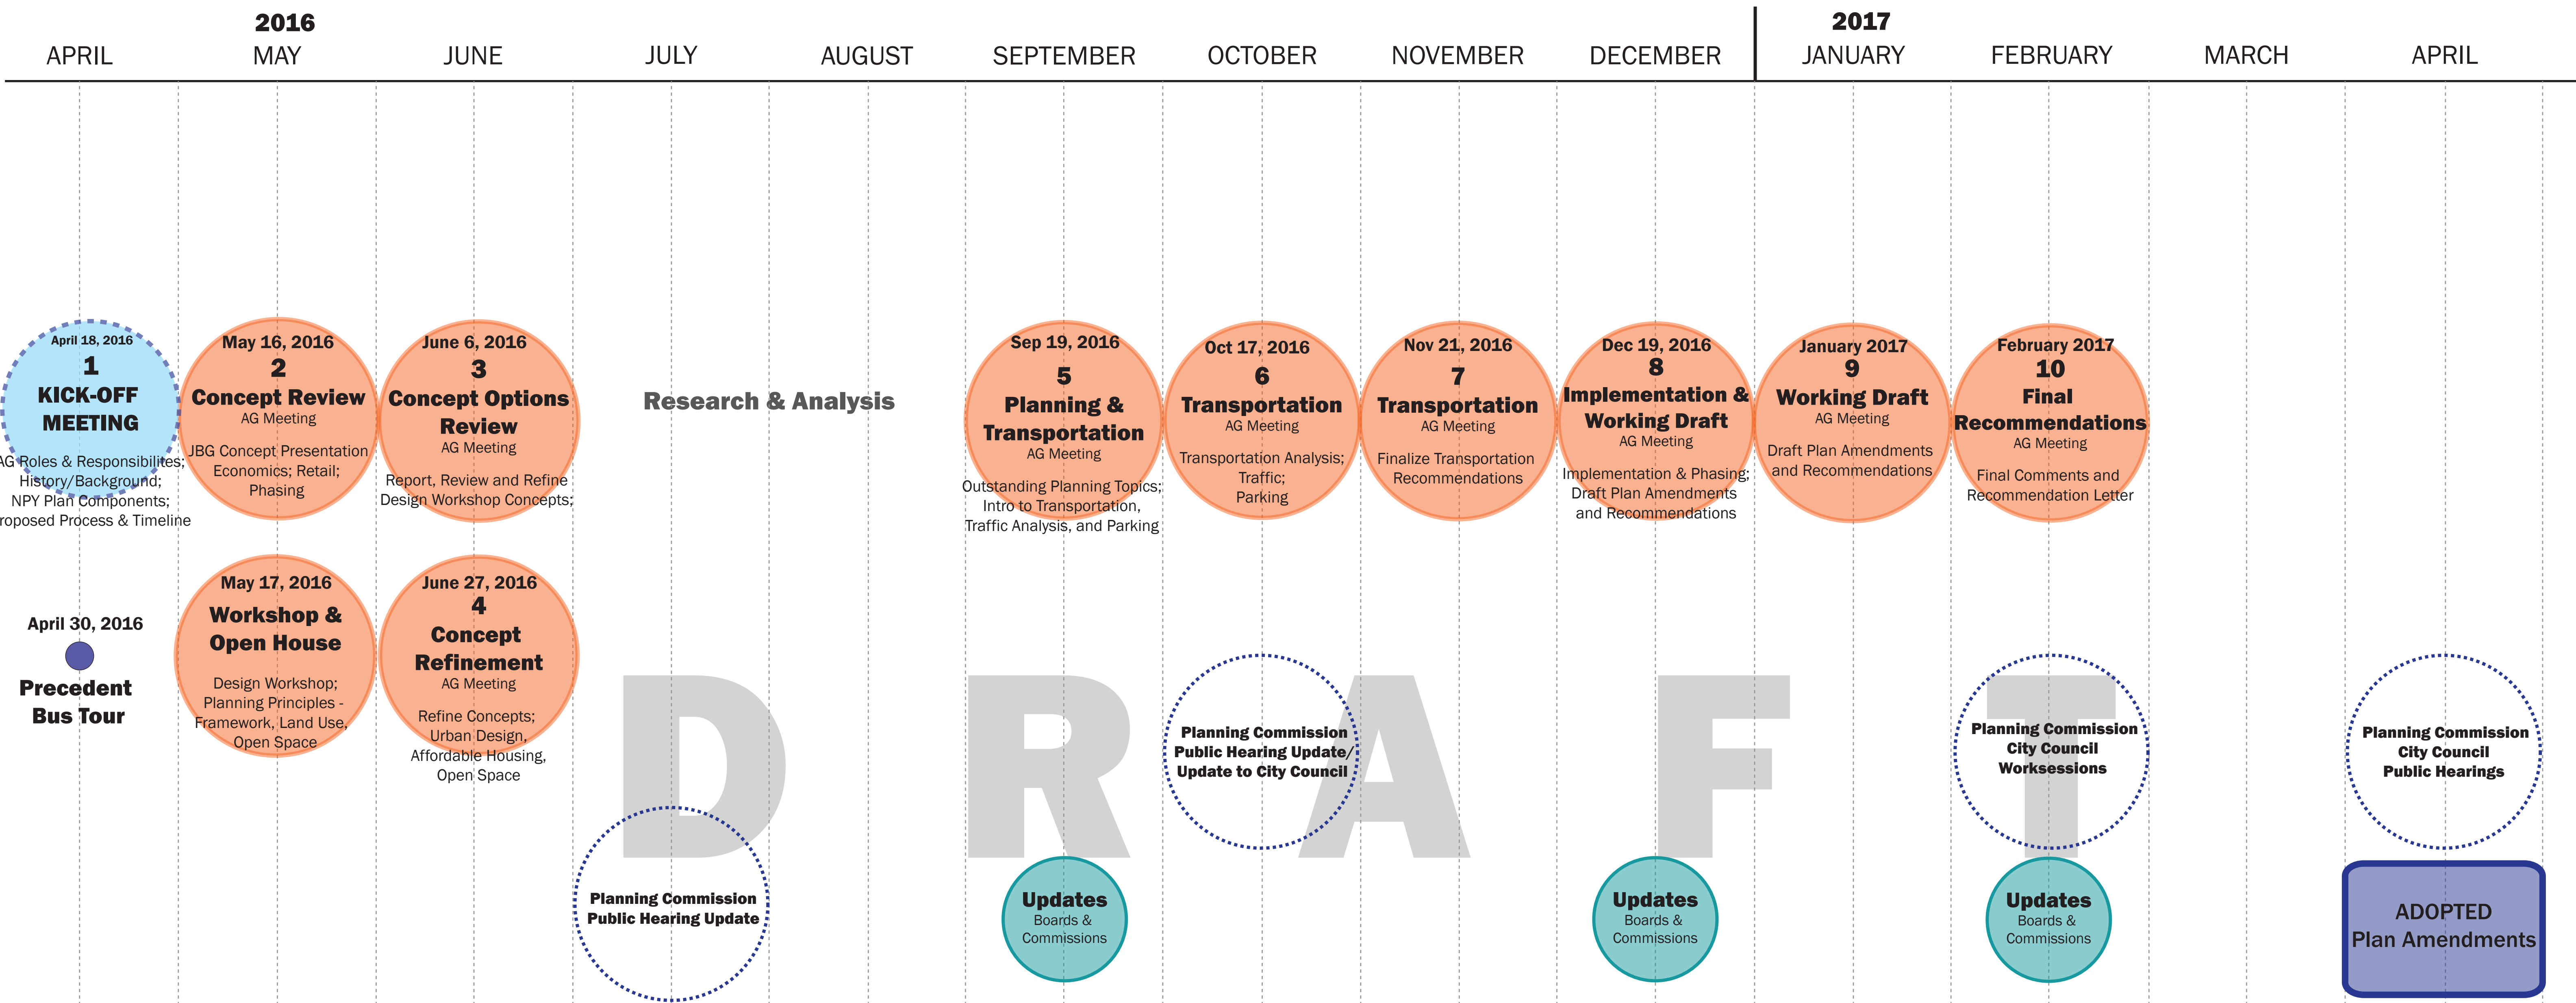 2016
2017
APRIL
MAY
JUNE
JULY
AUGUST
SEPTEMBER
OCTOBER
NOVEMBER
DECEMBER
JANUARY
FEBRUARY
MARCH
APRIL
April 18, 2016
1
KICK-OFF
MEETING
AG Roles & Responsibilites;
History/Background;
NPY Plan Components;
roposed Process & Timeline
May 16, 2016
2
Concept Review
AG Meeting
JBG Concept Presentation
Economics; Retail;
Phasing
June 6, 2016
3
Concept Options
Review
AG Meeting
Report, Review and Refine
Design Workshop Concepts;
Research & Analysis
Sep 19, 2016
5
Planning &
Transportation
AG Meeting
Outstanding Planning Topics;
Intro to Transportation,
Traffic Analysis, and Parking
Oct 17, 2016
6
Transportation
AG Meeting
Transportation Analysis;
Traffic;
Parking
Nov 21, 2016
7
Transportation
AG Meeting
Finalize Transportation
Recommendations
Dec 19, 2016
8
Implementation &
Working Draft
AG Meeting
Implementation & Phasing;
Draft Plan Amendments
and Recommendations
January 2017
9
Working Draft
AG Meeting
Draft Plan Amendments
and Recommendations
February 2017
10
Final
Recommendations
AG Meeting
Final Comments and
Recommendation Letter
April 30, 2016
Precedent
Bus Tour
May 17, 2016
Workshop &
Open House
Design Workshop;
Planning Principles -
Framework, Land Use,
Open Space
June 27, 2016
4
Concept
Refinement
AG Meeting
Refine Concepts;
Urban Design,
Affordable Housing,
Open Space
DRAFT
Planning Commission
Public Hearing Update/
Update to City Council
Planning Commission
City Council
Worksessions
Planning Commission
City Council
Public Hearings
Planning Commission
Public Hearing Update
Updates
Boards &
Commissions
Updates
Boards &
Commissions
Updates
Boards &
Commissions
ADOPTED
Plan Amendments